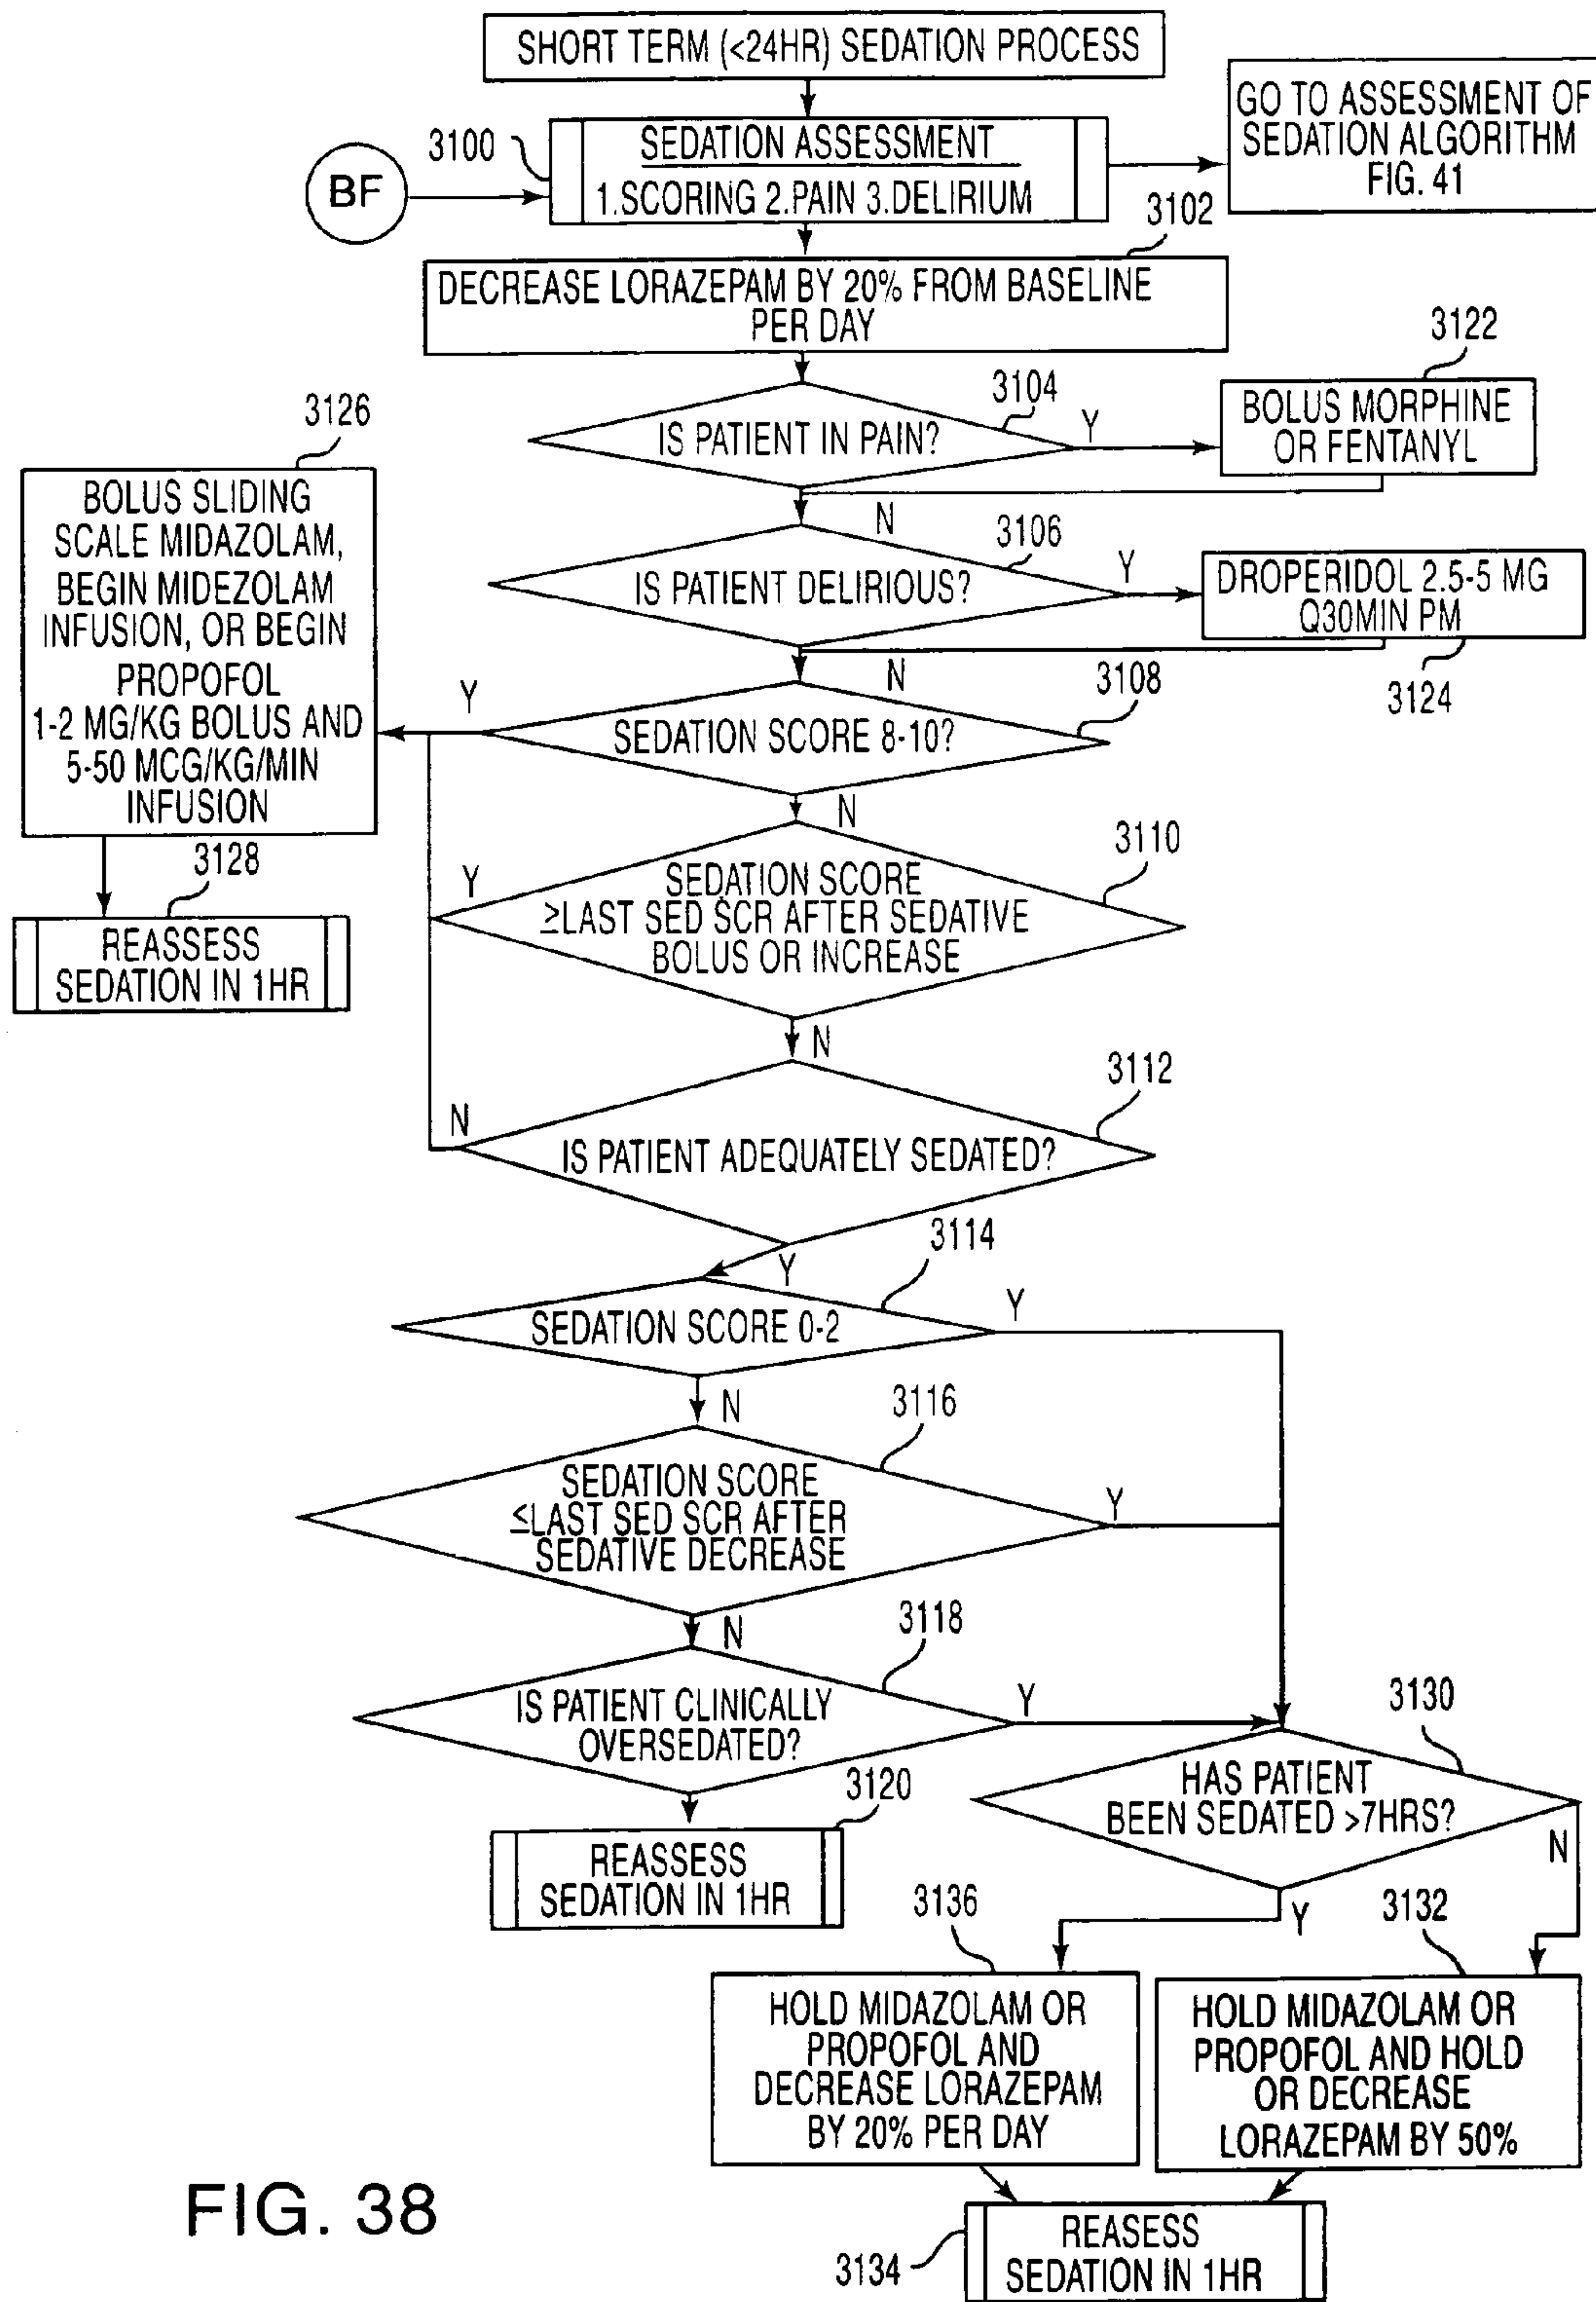 SHORT TERM (<24HR) SEDATION PROCESS
GO TO ASSESSMENT OF
SEDATION ALGORITHM
FIG. 41
3100
SEDATION ASSESSMENT
1.SCORING 2.PAIN 3.DELIRIUM
BF
3102
DECREASE LORAZEPAM BY 20% FROM BASELINE
PER DAY
3104
IS PATIENT IN PAIN?
Y
3122
BOLUS MORPHINE
OR FENTANYL
N
3106
IS PATIENT DELIRIOUS?
Y
DROPERIDOL 2.5-5 MG
Q30MIN PM
3124
N
3108
SEDATION SCORE 8-10?
Y
3126
BOLUS SLIDING
SCALE MIDAZOLAM,
BEGIN MIDEZOLAM
INFUSION, OR BEGIN
PROPOFOL
1-2 MG/KG BOLUS AND
5-50 MCG/KG/MIN
INFUSION
3128
REASSESS
SEDATION IN 1HR
N
3110
Y
SEDATION SCORE
≥LAST SED SCR AFTER SEDATIVE
BOLUS OR INCREASE
N
3112
N
IS PATIENT ADEQUATELY SEDATED?
Y
3114
SEDATION SCORE 0-2
Y
N
3116
SEDATION SCORE
≤LAST SED SCR AFTER
SEDATIVE DECREASE
Y
N
3118
IS PATIENT CLINICALLY
OVERSEDATED?
Y
3120
REASSESS
SEDATION IN 1HR
3130
HAS PATIENT
BEEN SEDATED >7HRS?
N
Y
3136
HOLD MIDAZOLAM OR
PROPOFOL AND
DECREASE LORAZEPAM
BY 20% PER DAY
3132
HOLD MIDAZOLAM OR
PROPOFOL AND HOLD
OR DECREASE
LORAZEPAM BY 50%
3134
REASESS
SEDATION IN 1HR
FIG. 38